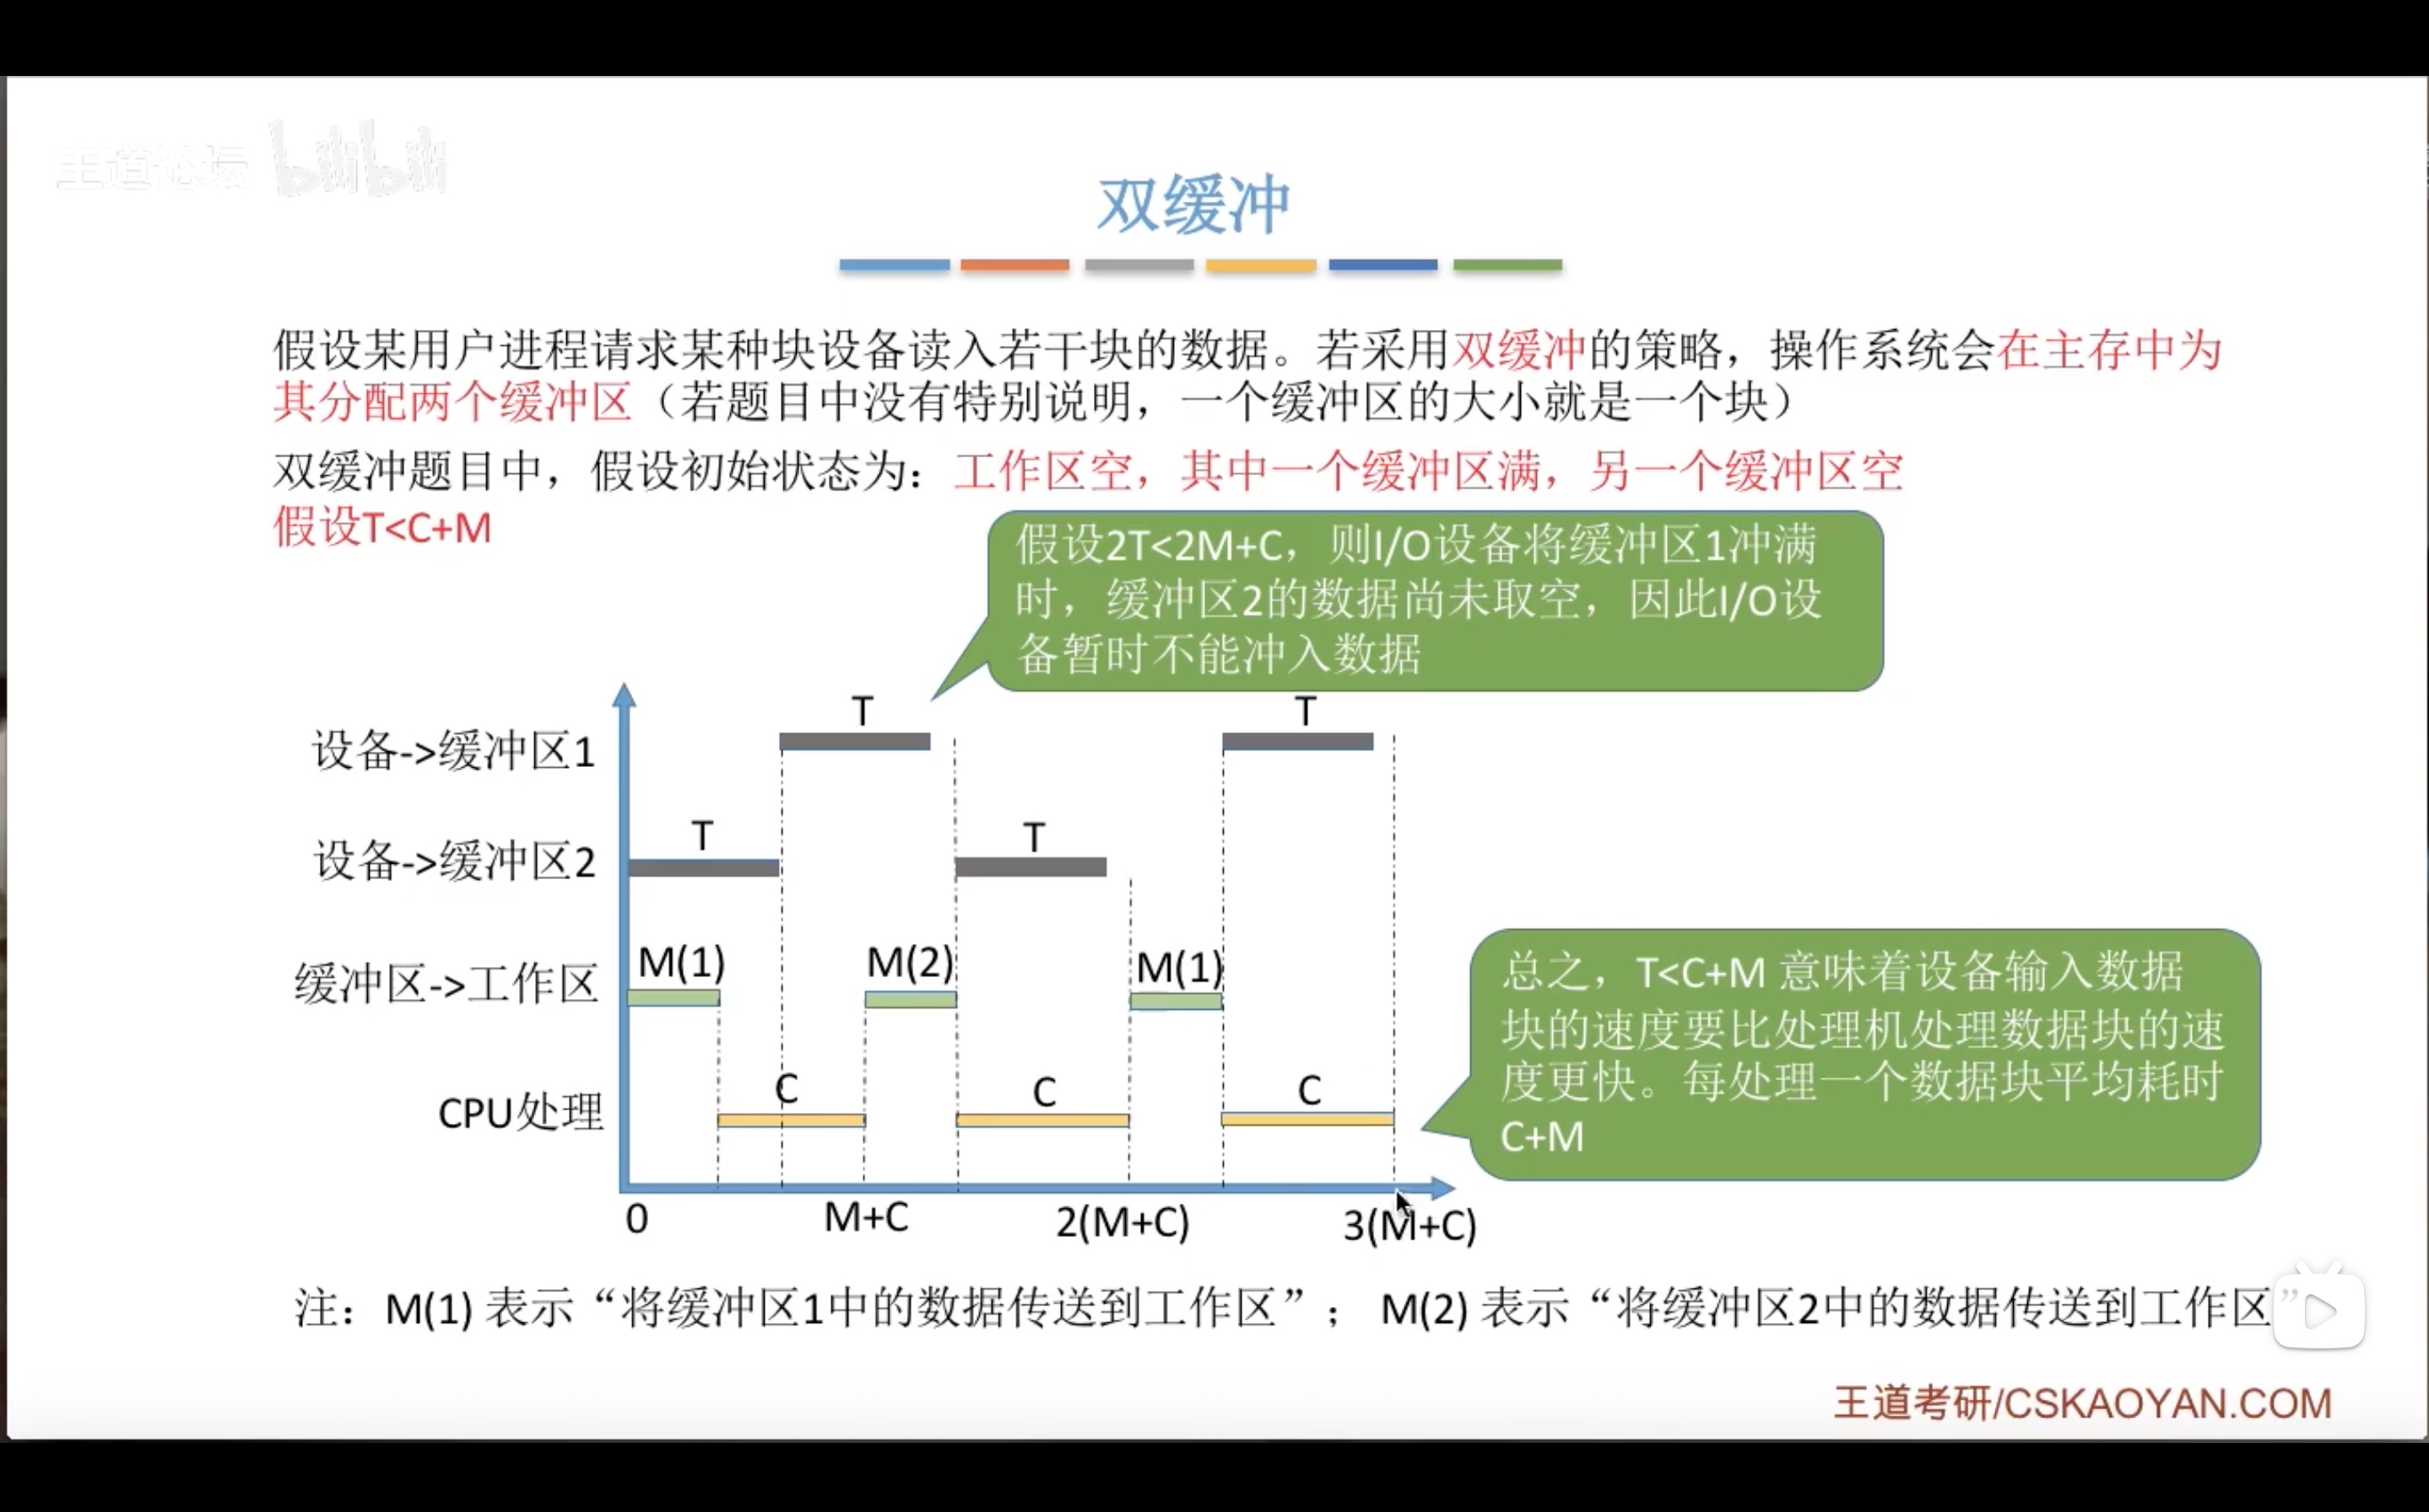 王道论坛 bilibili
双缓冲
假设某用户进程请求某种块设备读入若干块的数据。若采用双缓冲的策略，操作系统会在主存中为
其分配两个缓冲区（若题目中没有特别说明，一个缓冲区的大小就是一个块）
双缓冲题目中，假设初始状态为：工作区空，其中一个缓冲区满，另一个缓冲区空
假设T<C+M
假设2T<2M+C，则I/O设备将缓冲区1冲满
时，缓冲区2的数据尚未取空，因此I/O设
备暂时不能冲入数据
T T
设备->缓冲区1
T T
设备->缓冲区2
M(1) M(2) M(1)
缓冲区->工作区
C C C
CPU处理
总之，T<C+M 意味着设备输入数据
块的速度要比处理机处理数据块的速
度更快。每处理一个数据块平均耗时
C+M
0 M+C 2(M+C) 3(M+C)
注：M(1) 表示“将缓冲区1中的数据传送到工作区”； M(2) 表示“将缓冲区2中的数据传送到工作区”
王道考研/CSKAOYAN.COM